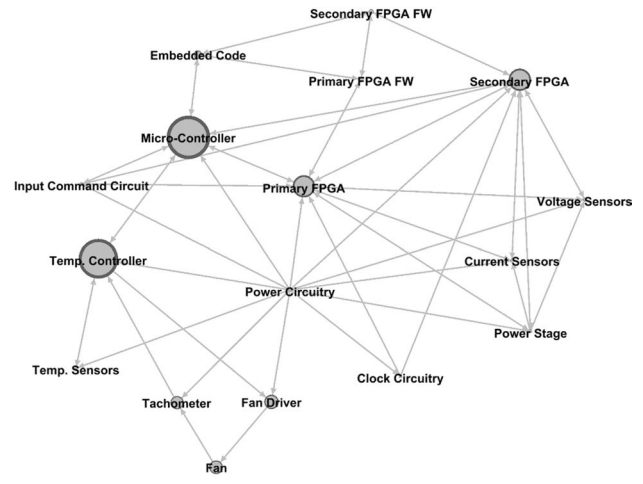 Secondary FPGA FW
Embedded Code
Primary FPGA FW
Secondary FPGA
Micro-Controller
Input Command Circuit
Primary FPGA
Voltage Sensors
Temp. Controller
Current Sensors
Power Circuitry
Power Stage
Temp. Sensors
Clock Circuitry
Tachometer
Fan Driver
Fan